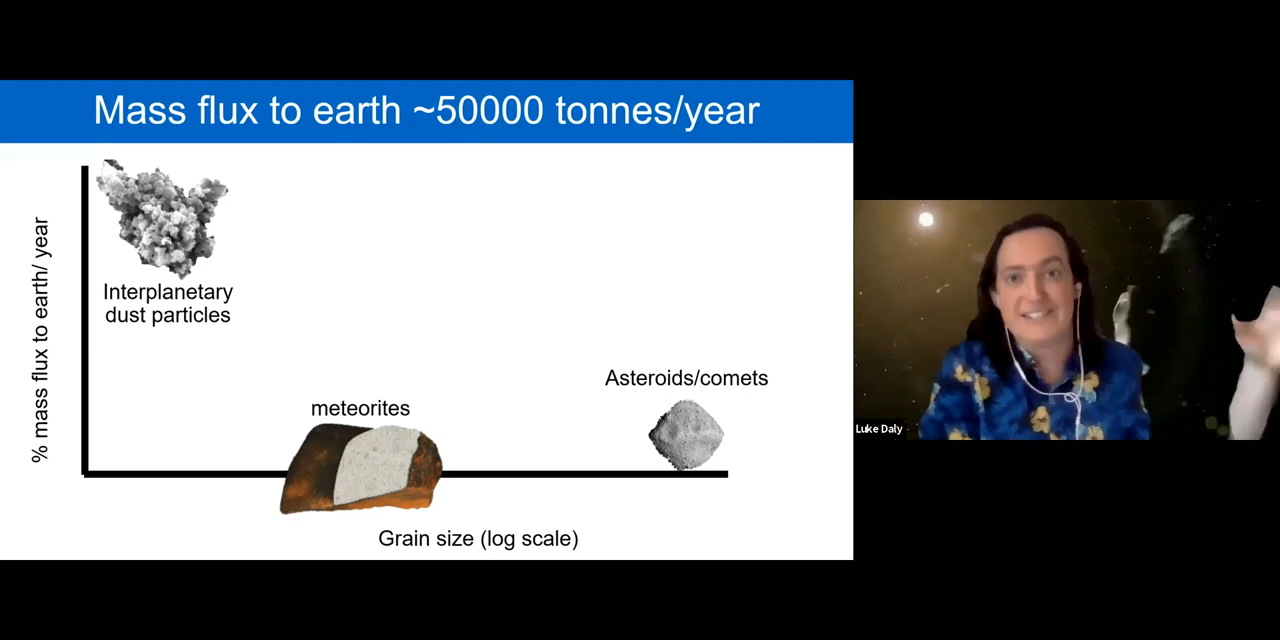 Mass flux to earth ~50000 tonnes/year
% mass flux to earth/ year
Interplanetary
dust particles
meteorites
Asteroids/comets
Grain size (log scale)
Luke Daly